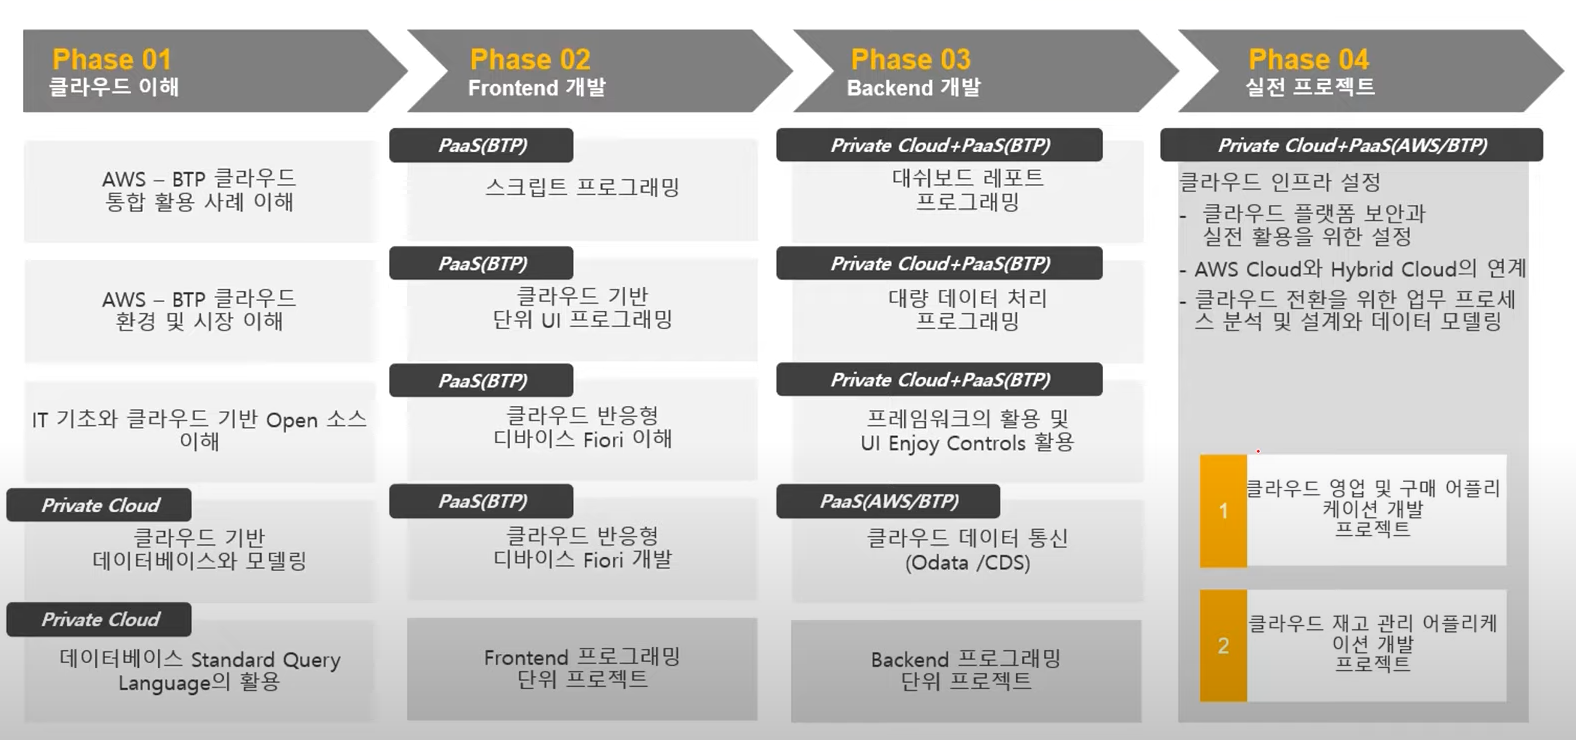 Phase 01
클라우드 이해
AWS – BTP 클라우드
통합 활용 사례 이해
AWS – BTP 클라우드
환경 및 시장 이해
IT 기초와 클라우드 기반 Open 소스
이해
Private Cloud
클라우드 기반
데이터베이스와 모델링
Private Cloud
데이터베이스 Standard Query
Language의 활용
Phase 02
Frontend 개발
PaaS(BTP)
스크립트 프로그래밍
PaaS(BTP)
클라우드 기반
단위 UI 프로그래밍
PaaS(BTP)
클라우드 반응형
디바이스 Fiori 이해
PaaS(BTP)
클라우드 반응형
디바이스 Fiori 개발
Frontend 프로그래밍
단위 프로젝트
Phase 03
Backend 개발
Private Cloud+PaaS(BTP)
대쉬보드 레포트
프로그래밍
Private Cloud+PaaS(BTP)
대량 데이터 처리
프로그래밍
Private Cloud+PaaS(BTP)
프레임워크의 활용 및
UI Enjoy Controls 활용
PaaS(AWS/BTP)
클라우드 데이터 통신
(Odata /CDS)
Backend 프로그래밍
단위 프로젝트
Phase 04
실전 프로젝트
Private Cloud+PaaS(AWS/BTP)
클라우드 인프라 설정
- 클라우드 플랫폼 보안과
실전 활용을 위한 설정
- AWS Cloud와 Hybrid Cloud의 연계
- 클라우드 전환을 위한 업무 프로세
스 분석 및 설계와 데이터 모델링
1
클라우드 영업 및 구매 어플리
케이션 개발
프로젝트
2
클라우드 재고 관리 어플리케
이션 개발
프로젝트